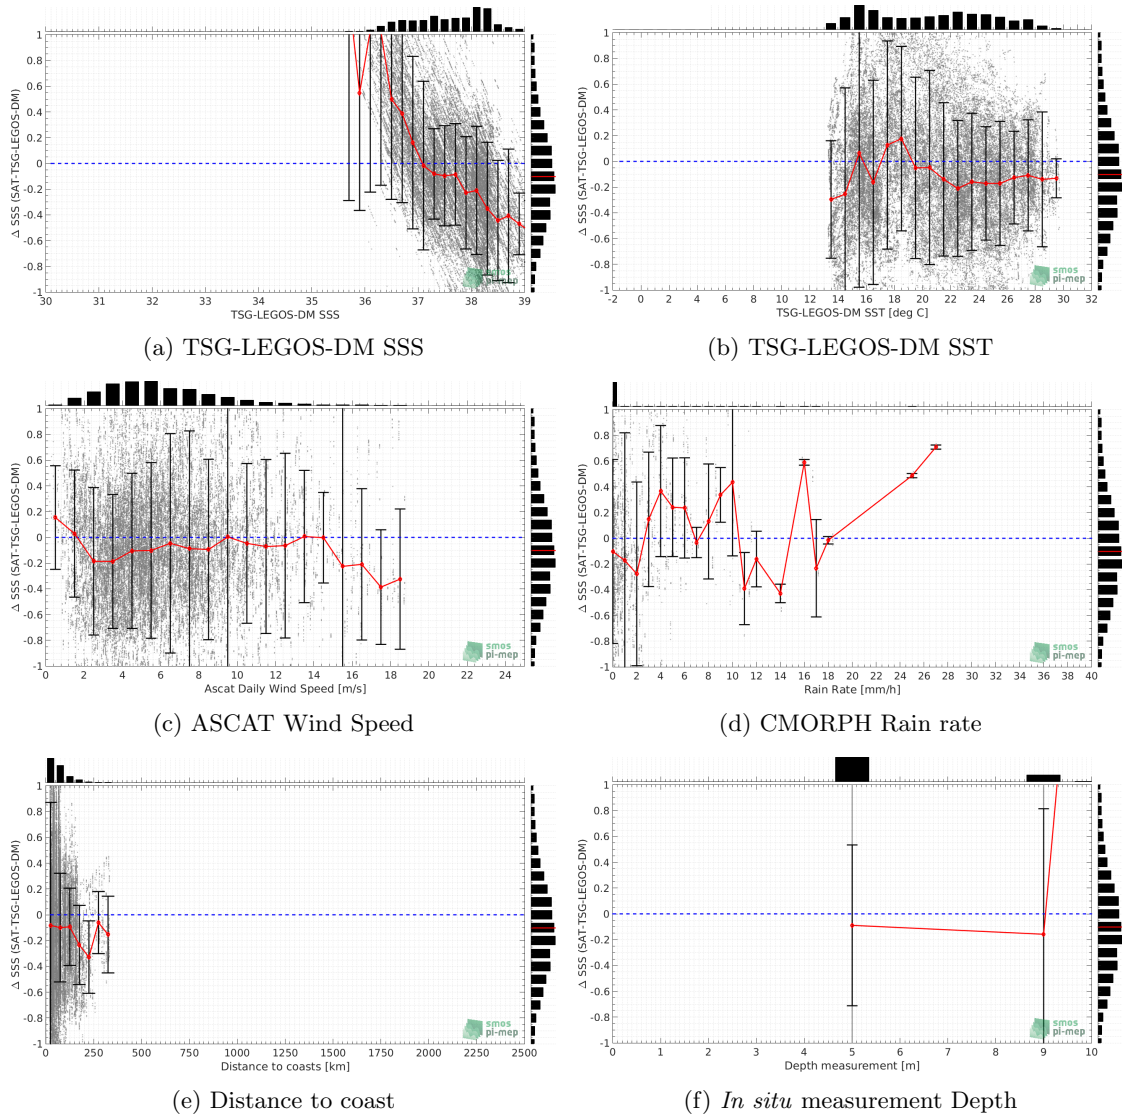 Δ SSS (SAT-TSG-LEGOS-DM)
1
0.8
0.6
0.4
0.2
0
-0.2
-0.4
-0.6
-0.8
-1
30 31 32 33 34 35 36 37 38 39
TSG-LEGOS-DM SSS
smos
pi-mep
(a) TSG-LEGOS-DM SSS
Δ SSS (SAT-TSG-LEGOS-DM)
1
0.8
0.6
0.4
0.2
0
-0.2
-0.4
-0.6
-0.8
-1
-2 0 2 4 6 8 10 12 14 16 18 20 22 24 26 28 30 32
TSG-LEGOS-DM SST [deg C]
smos
pi-mep
(b) TSG-LEGOS-DM SST
Δ SSS (SAT-TSG-LEGOS-DM)
1
0.8
0.6
0.4
0.2
0
-0.2
-0.4
-0.6
-0.8
-1
0 2 4 6 8 10 12 14 16 18 20 22 24
Ascat Daily Wind Speed [m/s]
smos
pi-mep
(c) ASCAT Wind Speed
Δ SSS (SAT-TSG-LEGOS-DM)
1
0.8
0.6
0.4
0.2
0
-0.2
-0.4
-0.6
-0.8
-1
0 2 4 6 8 10 12 14 16 18 20 22 24 26 28 30 32 34 36 38 40
Rain Rate [mm/h]
smos
pi-mep
(d) CMORPH Rain rate
Δ SSS (SAT-TSG-LEGOS-DM)
1
0.8
0.6
0.4
0.2
0
-0.2
-0.4
-0.6
-0.8
-1
0 250 500 750 1000 1250 1500 1750 2000 2250 2500
Distance to coasts [km]
smos
pi-mep
(e) Distance to coast
Δ SSS (SAT-TSG-LEGOS-DM)
1
0.8
0.6
0.4
0.2
0
-0.2
-0.4
-0.6
-0.8
-1
0 1 2 3 4 5 6 7 8 9 10
Depth measurement [m]
smos
pi-mep
(f) In situ measurement Depth